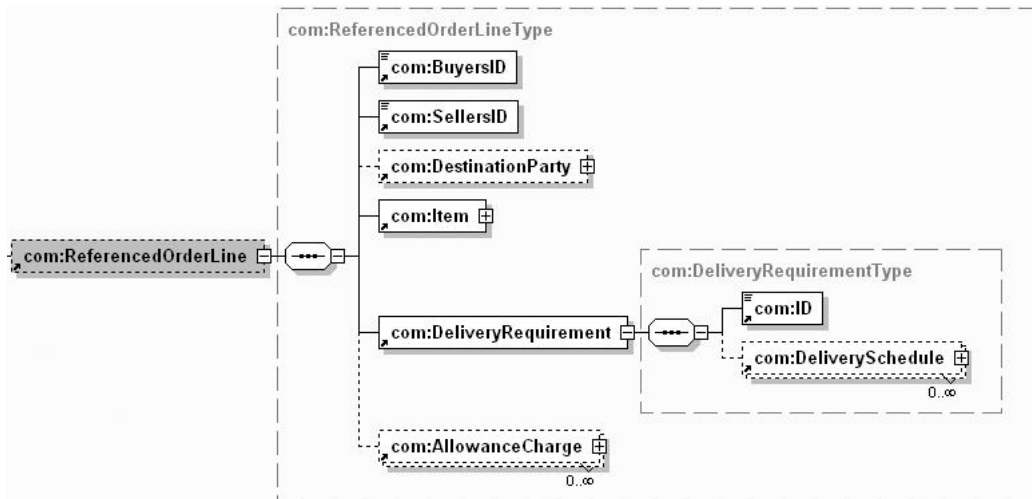 com:ReferencedOrderLineType
com:BuyersID
com:SellersID
com:DestinationParty
com:Item
com:ReferencedOrderLine
com:DeliveryRequirementType
com:ID
com:DeliveryRequirement
com:DeliverySchedule
0..∞
com:AllowanceCharge
0..∞